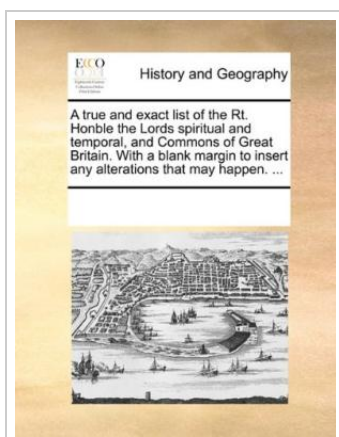 ECCO
History and Geography
A true and exact list of the Rt.
Honble the Lords spiritual and
temporal, and Commons of Great
Britain. With a blank margin to insert
any alterations that may happen. ...